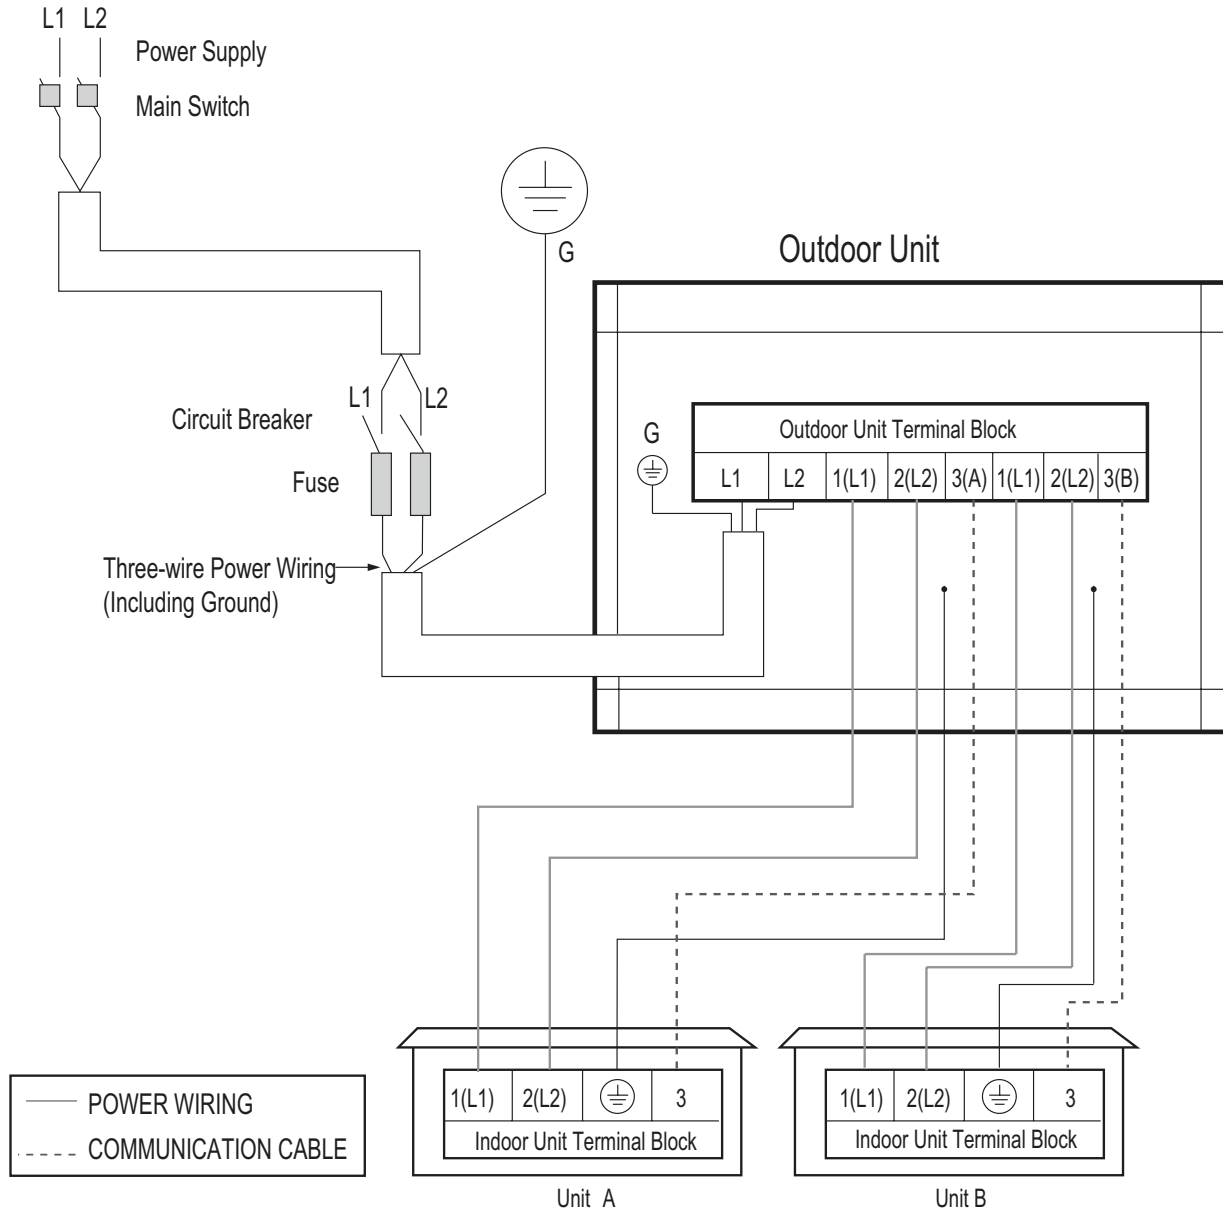 L1 L2
Power Supply
Main Switch
G
Outdoor Unit
L1 L2
Circuit Breaker
Fuse
Three-wire Power Wiring
(Including Ground)
G
Outdoor Unit Terminal Block
L1 L2 1(L1) 2(L2) 3(A) 1(L1) 2(L2) 3(B)
1(L1) 2(L2) 3
Indoor Unit Terminal Block
Unit A
1(L1) 2(L2) 3
Indoor Unit Terminal Block
Unit B
POWER WIRING
COMMUNICATION CABLE